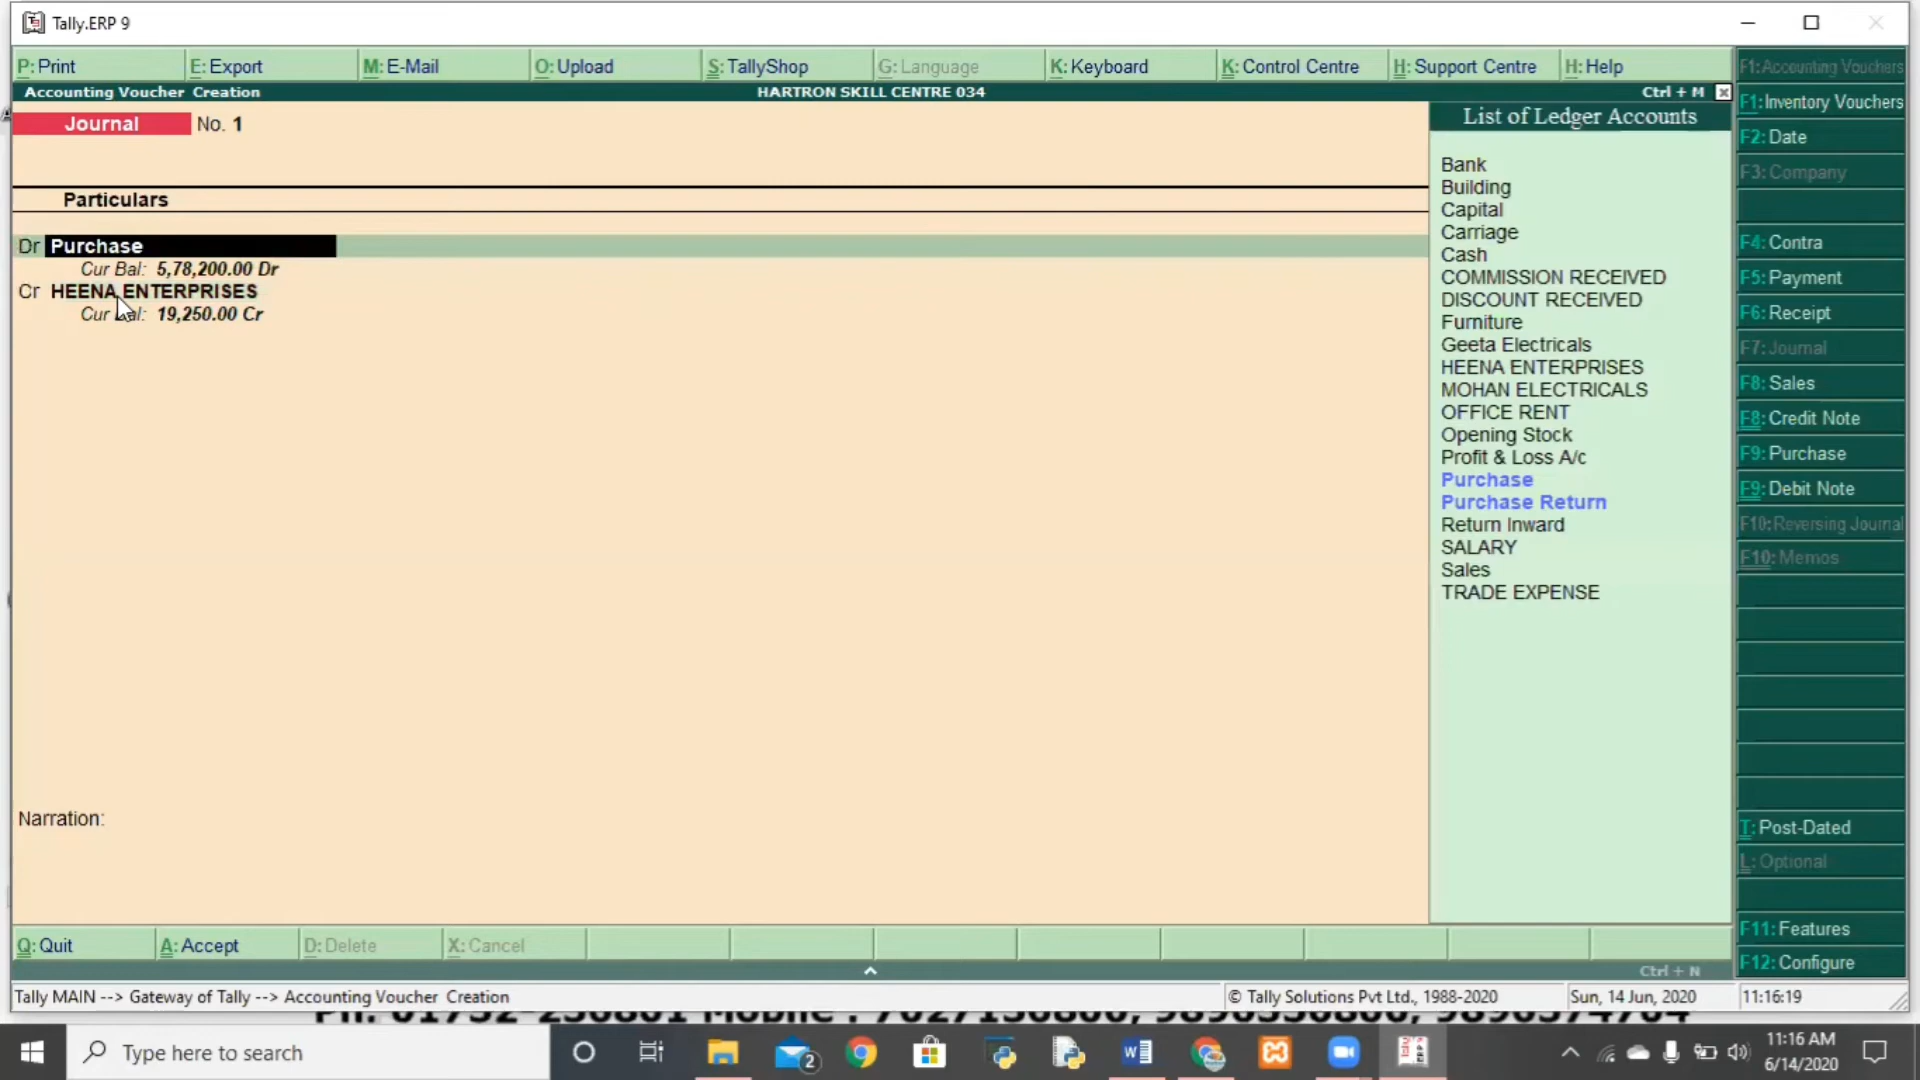 Tally.ERP 9
P: Print
E: Export
M: E-Mail
O: Upload
S: TallyShop
G: Language
K: Keyboard
K: Control Centre
H: Support Centre
H: Help
Accounting Voucher Creation
HARTRON SKILL CENTRE 034
Ctrl + M
Journal No. 1
Particulars
Dr Purchase
Cur Bal: 5,78,200.00 Dr
Cr HEENA ENTERPRISES
Cur Bal: 19,250.00 Cr
Narration:
List of Ledger Accounts
Bank
Building
Capital
Carriage
Cash
COMMISSION RECEIVED
DISCOUNT RECEIVED
Furniture
Geeta Electricals
HEENA ENTERPRISES
MOHAN ELECTRICALS
OFFICE RENT
Opening Stock
Profit & Loss A/c
Purchase
Purchase Return
Return Inward
SALARY
Sales
TRADE EXPENSE
F1: Accounting Vouchers
F1: Inventory Vouchers
F2: Date
F3: Company
F4: Contra
F5: Payment
F6: Receipt
F7: Journal
F8: Sales
F8: Credit Note
F9: Purchase
F9: Debit Note
F10: Reversing Journal
F10: Memos
T: Post-Dated
L: Optional
F11: Features
F12: Configure
Q: Quit
A: Accept
D: Delete
X: Cancel
Ctrl + N
Tally MAIN --> Gateway of Tally --> Accounting Voucher Creation
© Tally Solutions Pvt Ltd., 1988-2020
Sun, 14 Jun, 2020
11:16:19
Type here to search
2
11:16 AM
6/14/2020